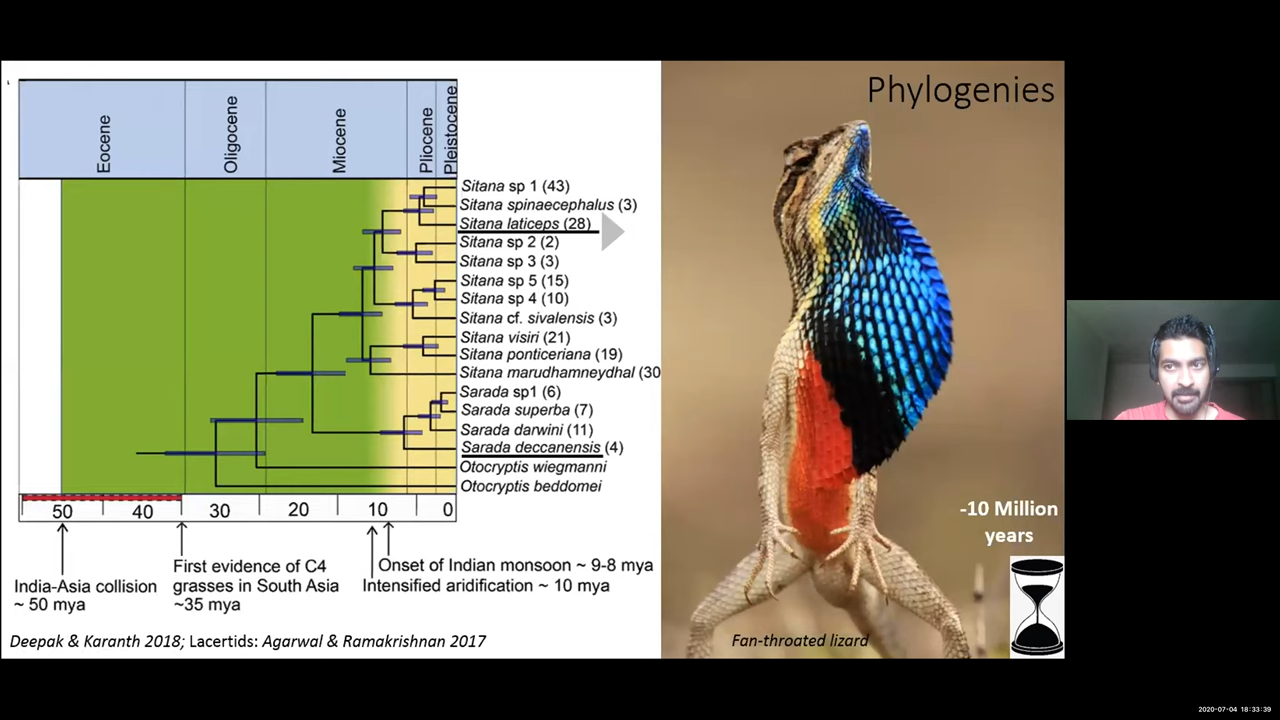 Phylogenies
Eocene
Oligocene
Miocene
Pliocene
Pleistocene
Sitana sp 1 (43)
Sitana spinaecephalus (3)
Sitana laticeps (28)
Sitana sp 2 (2)
Sitana sp 3 (3)
Sitana sp 5 (15)
Sitana sp 4 (10)
Sitana cf. sivalensis (3)
Sitana visiri (21)
Sitana ponticeriana (19)
Sitana marudhamneydhal (30
Sarada sp1 (6)
Sarada superba (7)
Sarada darwini (11)
Sarada deccanensis (4)
Otocryptis wiegmanni
Otocryptis beddomei
50 40 30 20 10 0
India-Asia collision
~ 50 mya
First evidence of C4
grasses in South Asia
~35 mya
Onset of Indian monsoon ~ 9-8 mya
Intensified aridification ~ 10 mya
Deepak & Karanth 2018; Lacertids: Agarwal & Ramakrishnan 2017
-10 Million
years
Fan-throated lizard
2020-07-04 18:33:39